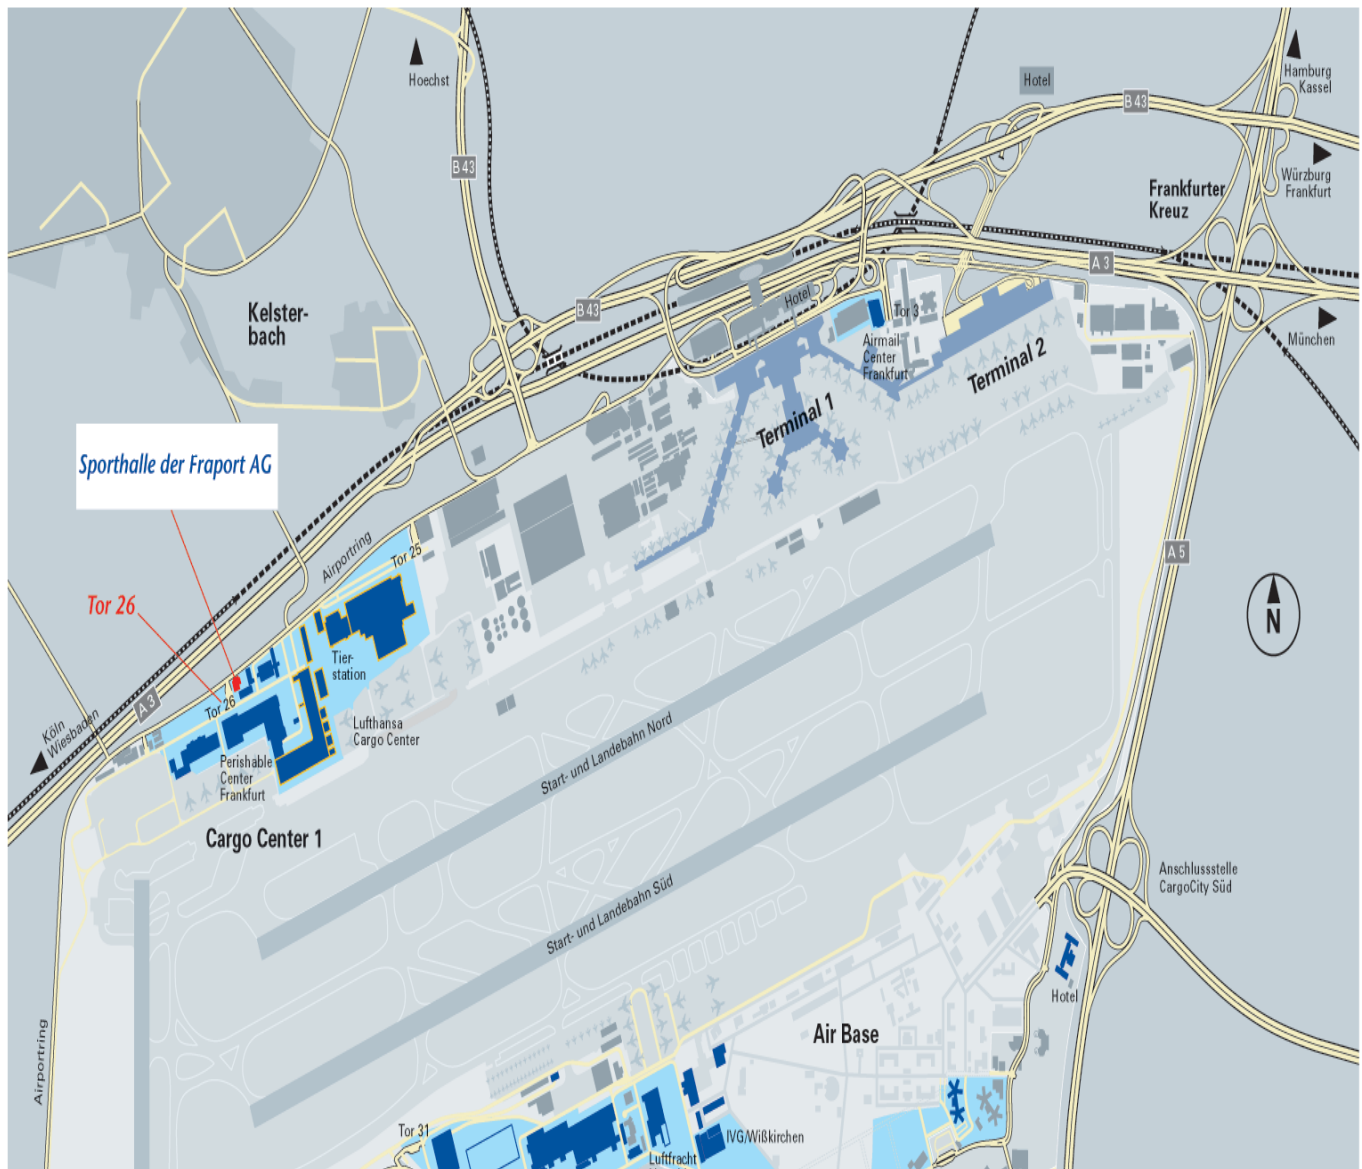 Hoechst
Hotel
B 43
Hamburg
Kassel
B 43
Würzburg
Frankfurt
Frankfurter
Kreuz
A 3
Kelster-
bach
B 43
Hotel
Tor 3
Airmail
Center
Frankfurt
München
Terminal 2
Terminal 1
Sporthalle der Fraport AG
Airportring
Tor 25
A 5
Tor 26
N
Tier-
station
Tor 26
A 3
Köln
Wiesbaden
Lufthansa
Cargo Center
Perishable
Center
Frankfurt
Start- und Landebahn Nord
Cargo Center 1
Anschlussstelle
CargoCity Süd
Start- und Landebahn Süd
Hotel
Air Base
Airportring
Tor 31
IVG/Wißkirchen
Luftfracht